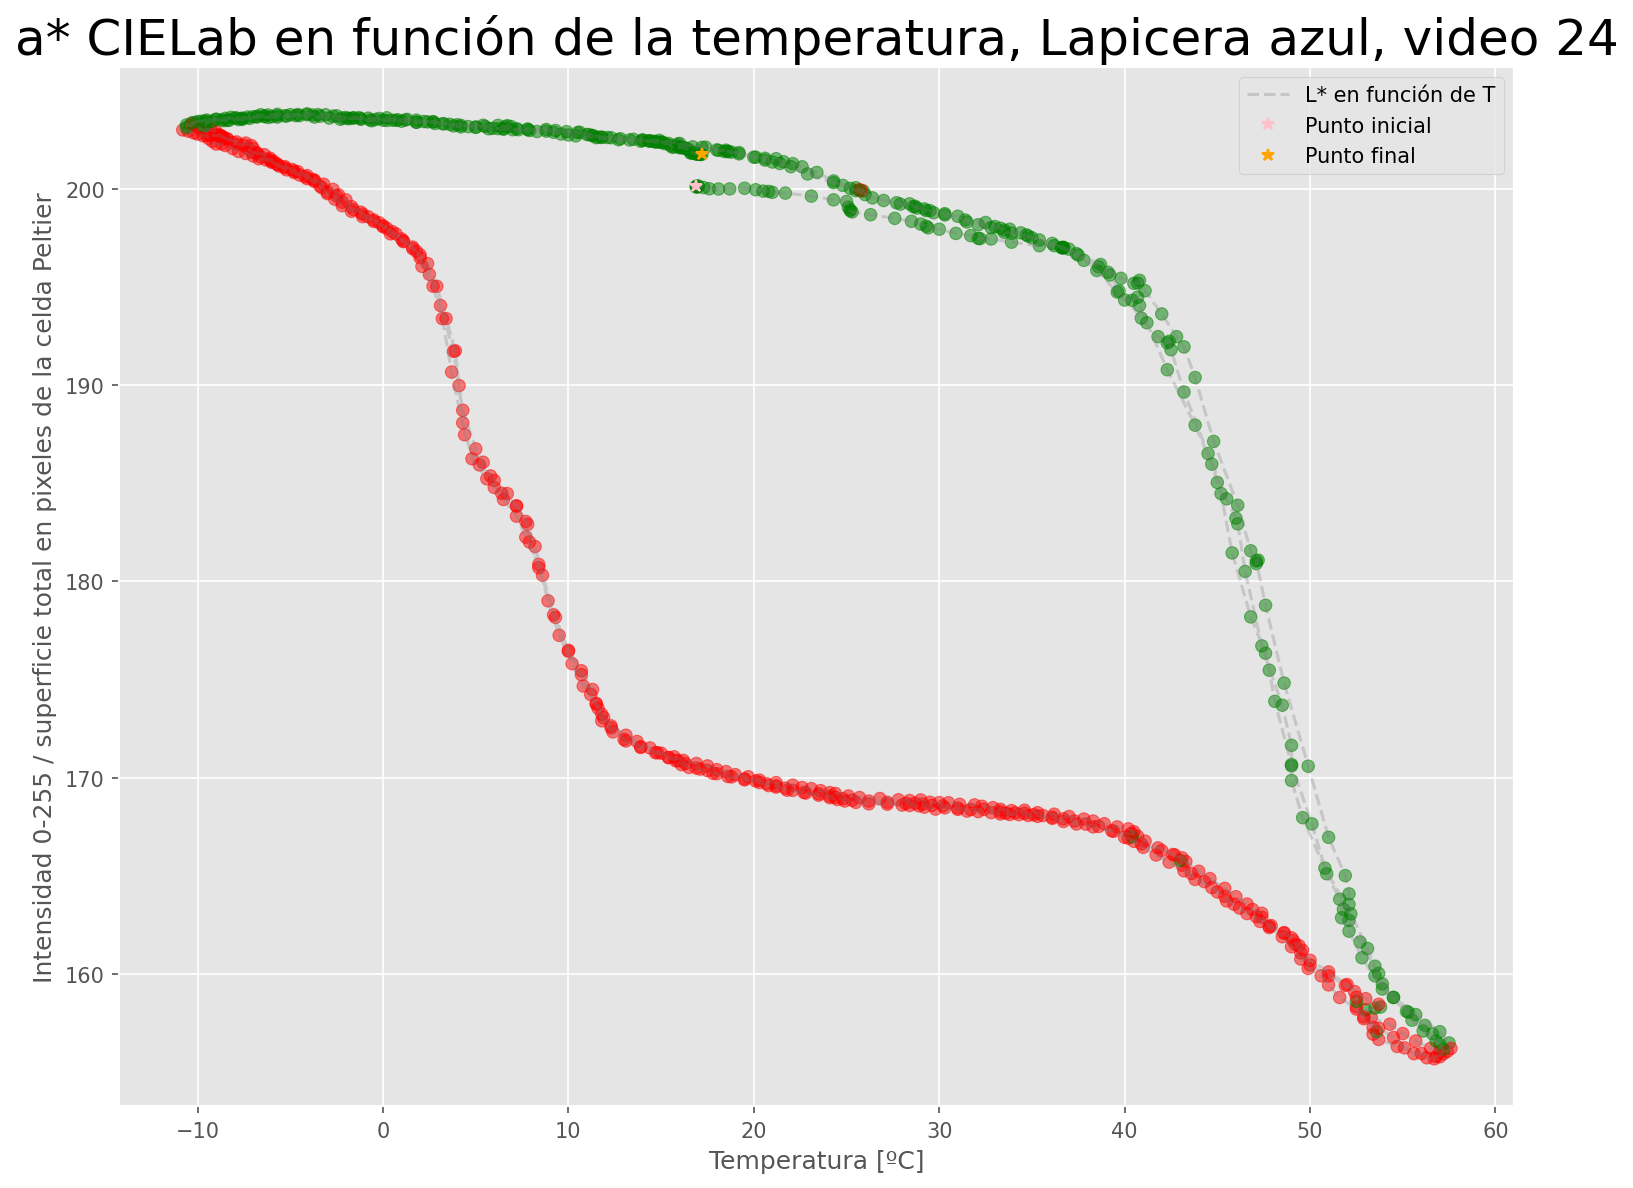 a* CIELab en función de la temperatura, Lapicera azul, video 24
L* en función de T
Punto inicial
Punto final
Intensidad 0-255 / superficie total en pixeles de la celda Peltier
200
190
180
170
160
−10
0
10
20
30
40
50
60
Temperatura [ºC]